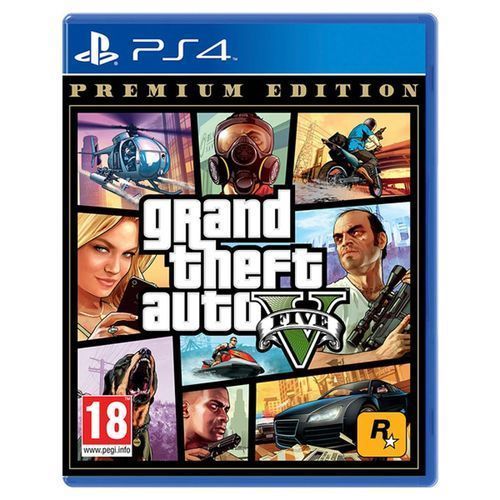 PS4
PREMIUM EDITION
grand
theft
auto
V
FIVE
18
www.pegi.info
R